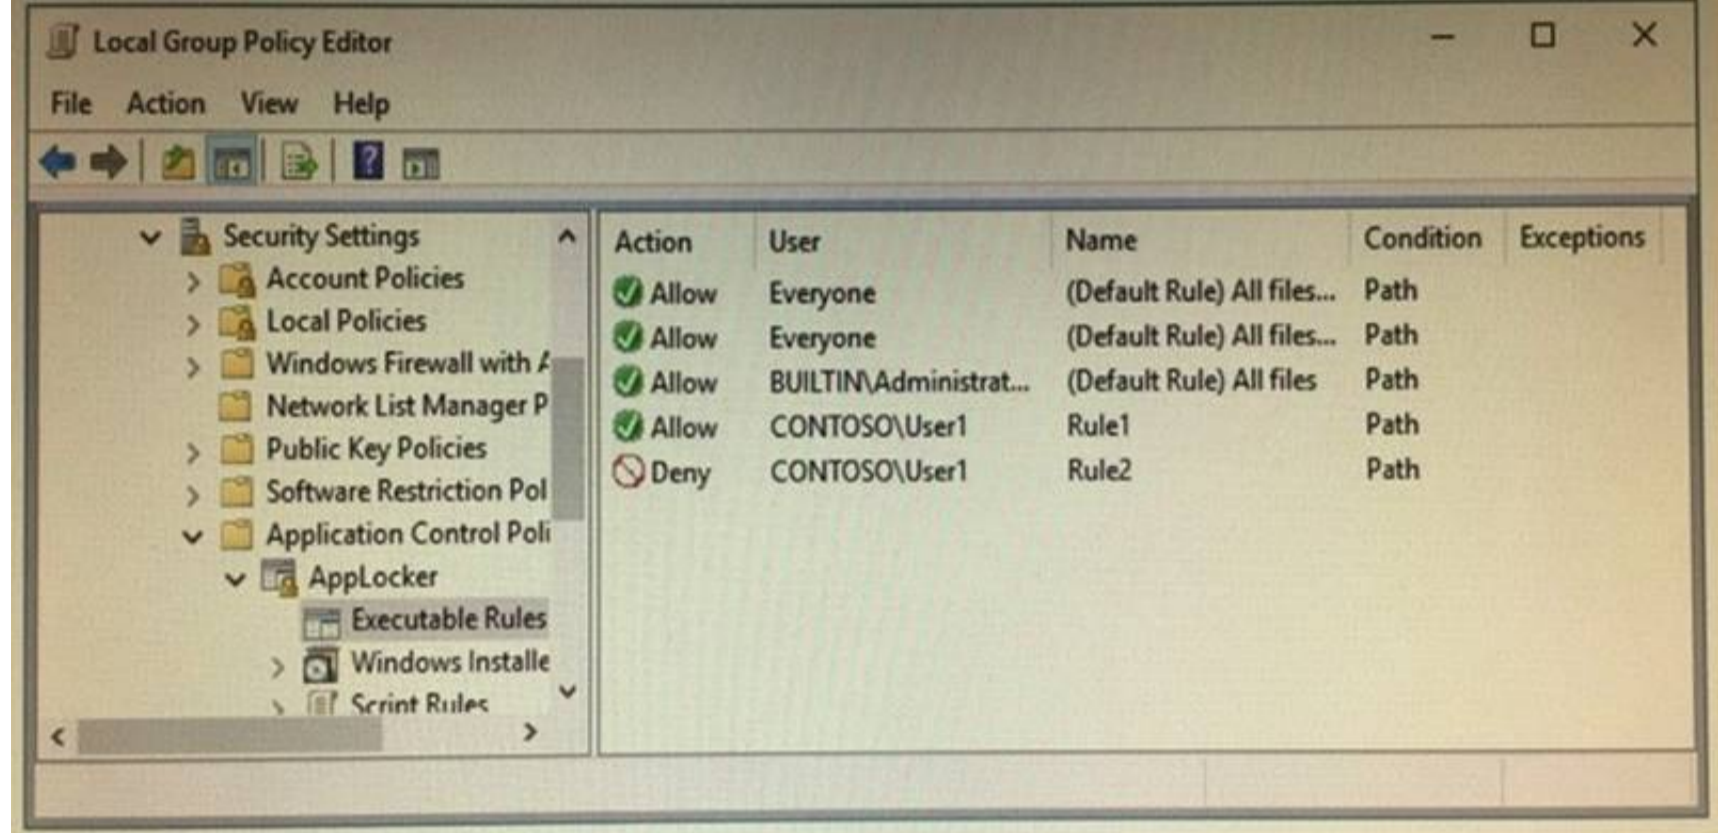 Local Group Policy Editor
File Action View Help
Security Settings
Account Policies
Local Policies
Windows Firewall with A
Network List Manager P
Public Key Policies
Software Restriction Pol
Application Control Poli
AppLocker
Executable Rules
Windows Installe
Script Rules
Action User Name Condition Exceptions
Allow Everyone (Default Rule) All files... Path
Allow Everyone (Default Rule) All files... Path
Allow BUILTIN\Administrat... (Default Rule) All files Path
Allow CONTOSO\User1 Rule1 Path
Deny CONTOSO\User1 Rule2 Path